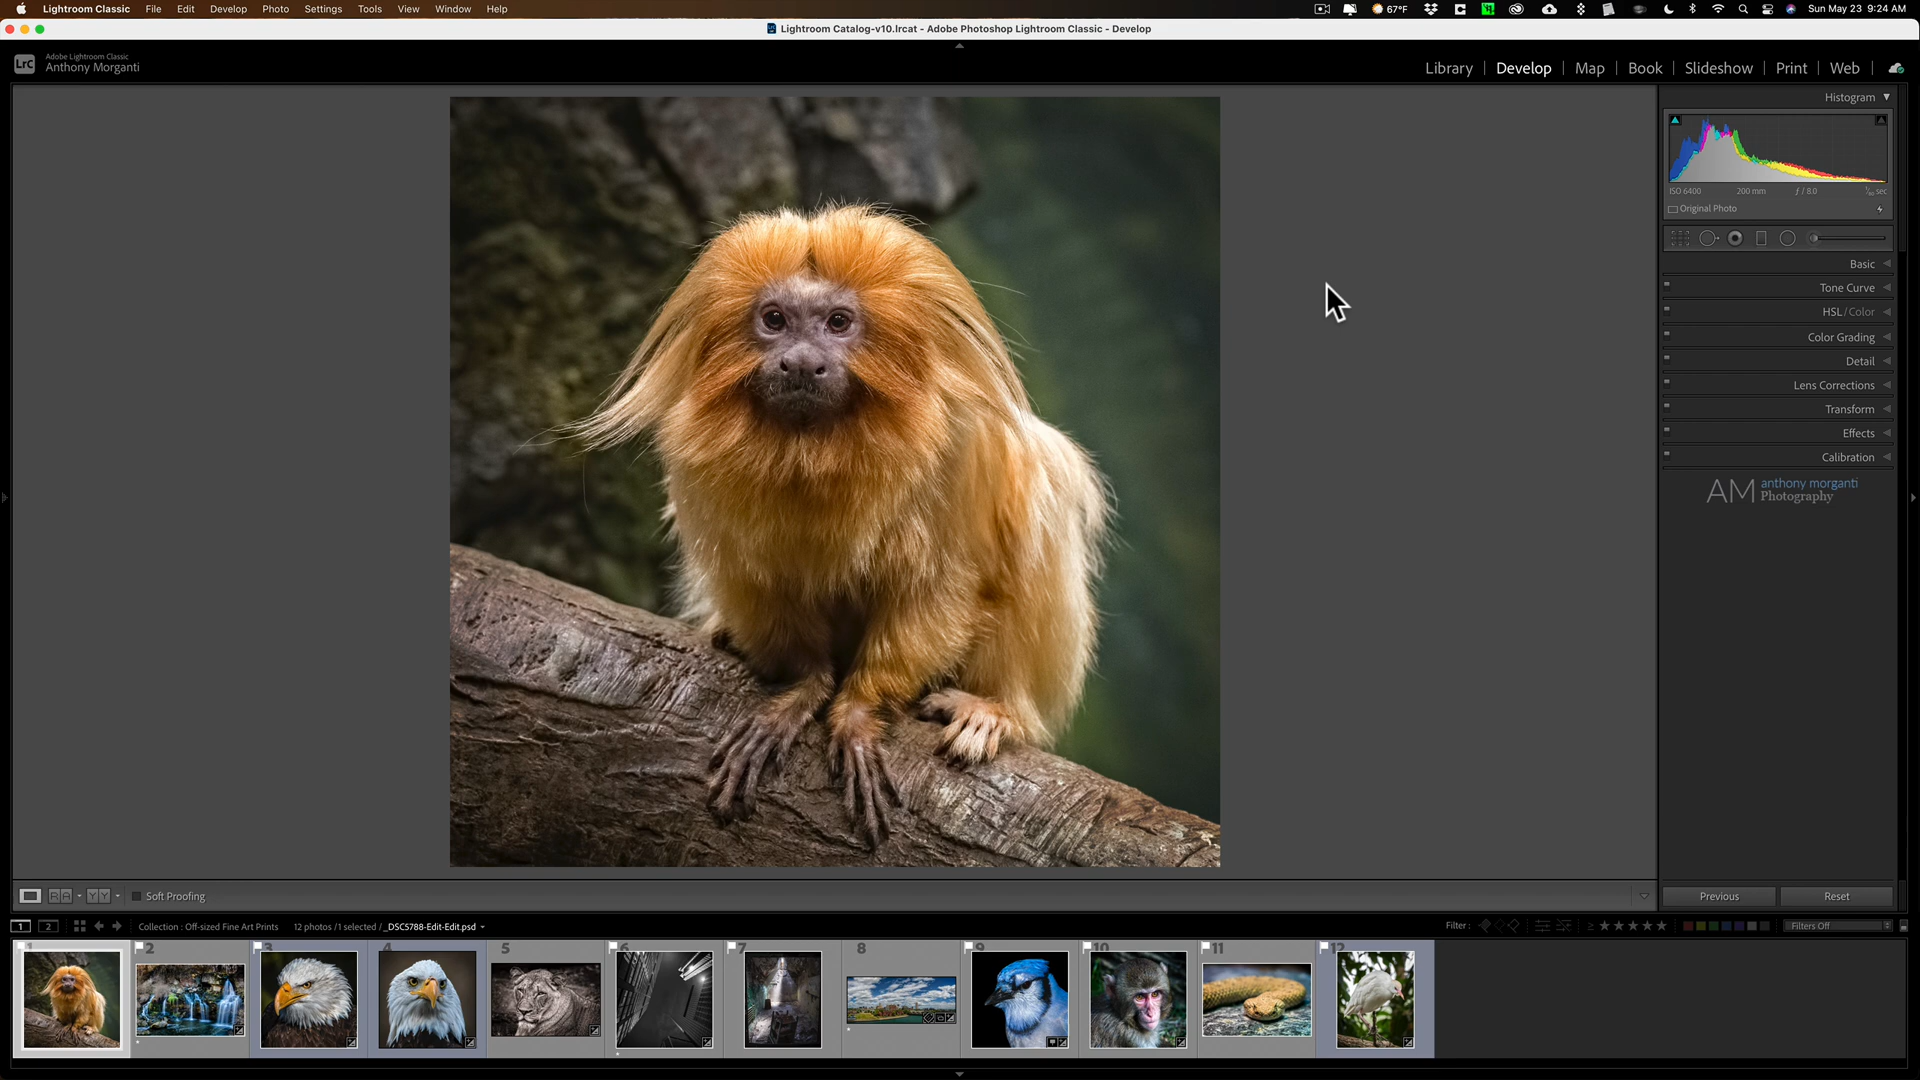 Lightroom Classic File Edit Develop Photo Settings Tools View Window Help 67°F Sun May 23 9:24 AM
Lightroom Catalog-v10.lrcat - Adobe Photoshop Lightroom Classic - Develop
LrC Adobe Lightroom Classic
Anthony Morganti
Library | Develop | Map | Book | Slideshow | Print | Web |
Histogram
ISO 6400 200 mm ƒ / 8.0 sec
Original Photo
Basic
Tone Curve
HSL / Color
Color Grading
Detail
Lens Corrections
Transform
Effects
Calibration
AM anthony morganti
Photography
R A Y Y Soft Proofing
Previous Reset
1 2 Collection : Off-sized Fine Art Prints 12 photos / 1 selected / _DSC5788-Edit-Edit.psd Filter : ≥ ★ ★ ★ ★ ★ Filters Off
1 2 3 4 5 6 7 8 9 10 11 12